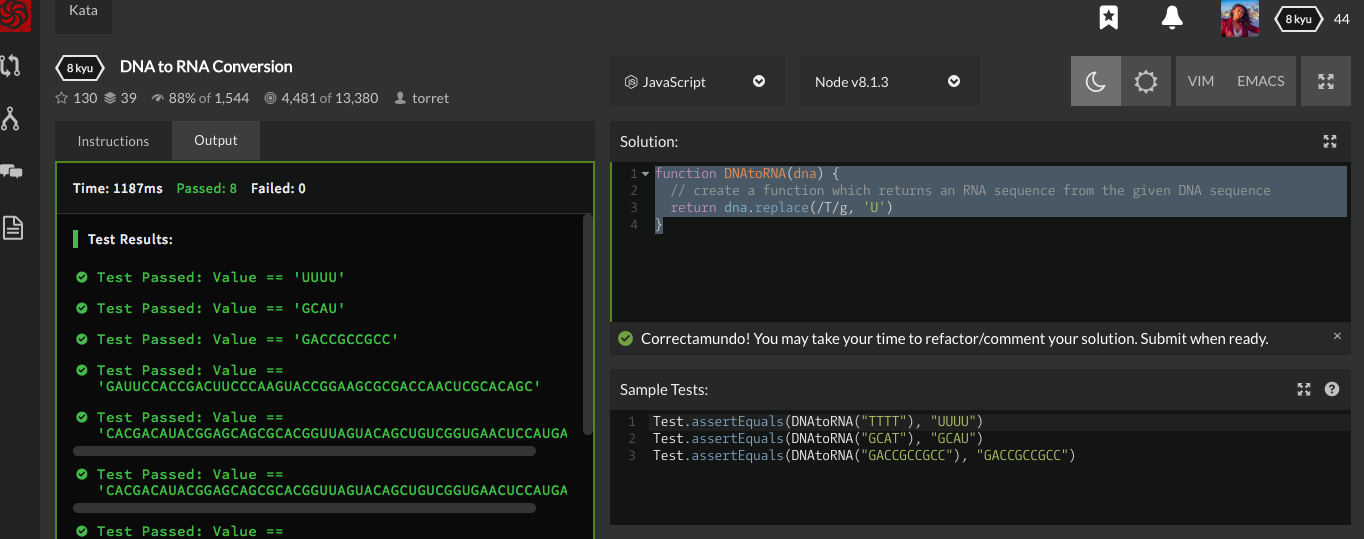 Kata
8 kyu 44
8 kyu DNA to RNA Conversion
130 39 88% of 1,544 4,481 of 13,380 torret
JavaScript
Node v8.1.3
VIM EMACS
Instructions Output
Time: 1187ms Passed: 8 Failed: 0
Test Results:
Test Passed: Value == 'UUUU'
Test Passed: Value == 'GCAU'
Test Passed: Value == 'GACCGCCGCC'
Test Passed: Value ==
'GAUUCCACCGACUUCCCAAGUACCGGAAGCGCGACCAACUCGCACAGC'
Test Passed: Value ==
'CACGACAUACGGAGCAGCGCACGGUUAGUACAGCUGUCGGUGAACUCCAUGA
Test Passed: Value ==
'CACGACAUACGGAGCAGCGCACGGUUAGUACAGCUGUCGGUGAACUCCAUGA
Test Passed: Value ==
Solution:
1 function DNAtoRNA(dna) {
2 // create a function which returns an RNA sequence from the given DNA sequence
3 return dna.replace(/T/g, 'U')
4 }
Correctamundo! You may take your time to refactor/comment your solution. Submit when ready.
Sample Tests:
1 Test.assertEquals(DNAtoRNA("TTTT"), "UUUU")
2 Test.assertEquals(DNAtoRNA("GCAT"), "GCAU")
3 Test.assertEquals(DNAtoRNA("GACCGCCGCC"), "GACCGCCGCC")